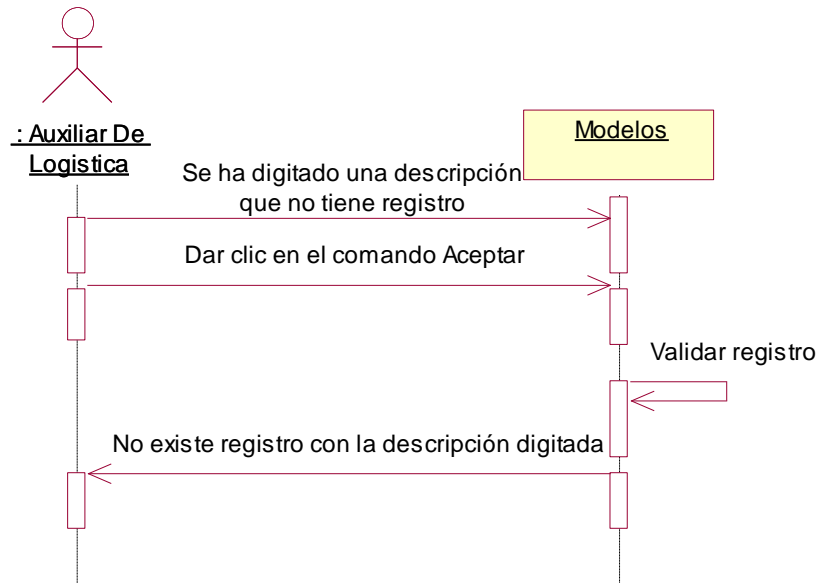 : Auxiliar De
Logistica
Modelos
Se ha digitado una descripción
que no tiene registro
Dar clic en el comando Aceptar
Validar registro
No existe registro con la descripción digitada